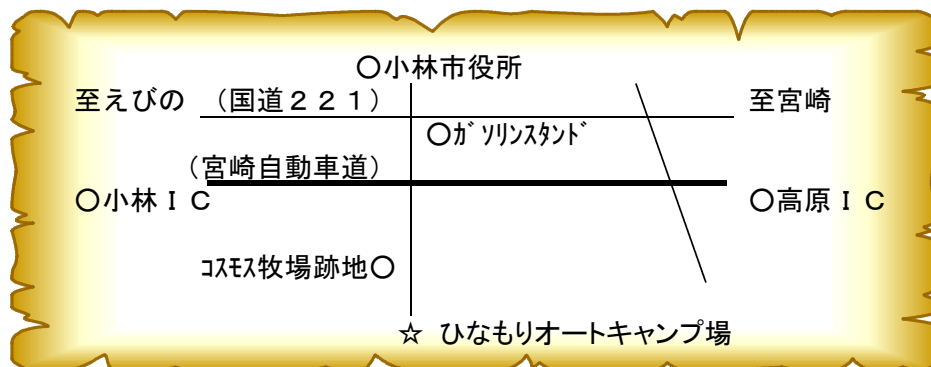 ○小林市役所
至えびの （国道２２１） 至宮崎
○ｶﾞｿﾘﾝｽﾀﾝﾄﾞ
（宮崎自動車道）
○小林ＩＣ ○高原ＩＣ
ｺｽﾓｽ牧場跡地○
☆ ひなもりオートキャンプ場